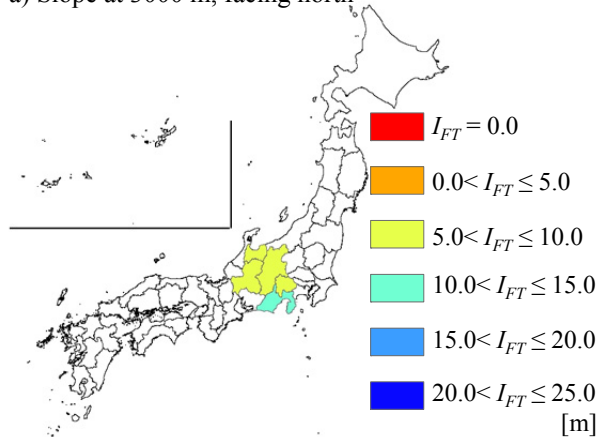 a) Slope at 3000 m, facing north
I_FT = 0.0
0.0< I_FT ≤ 5.0
5.0< I_FT ≤ 10.0
10.0< I_FT ≤ 15.0
15.0< I_FT ≤ 20.0
20.0< I_FT ≤ 25.0
[m]